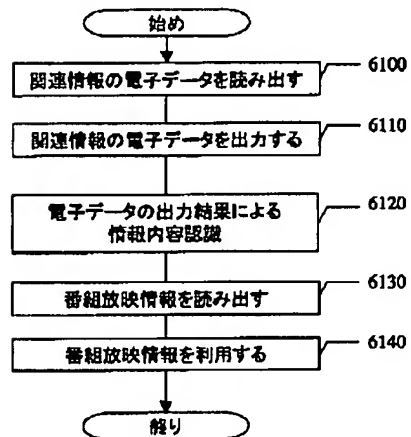 始め
関連情報の電子データを読み出す
6100
関連情報の電子データを出力する
6110
電子データの出力結果による
情報内容認識
6120
番組放映情報を読み出す
6130
番組放映情報を利用する
6140
終り